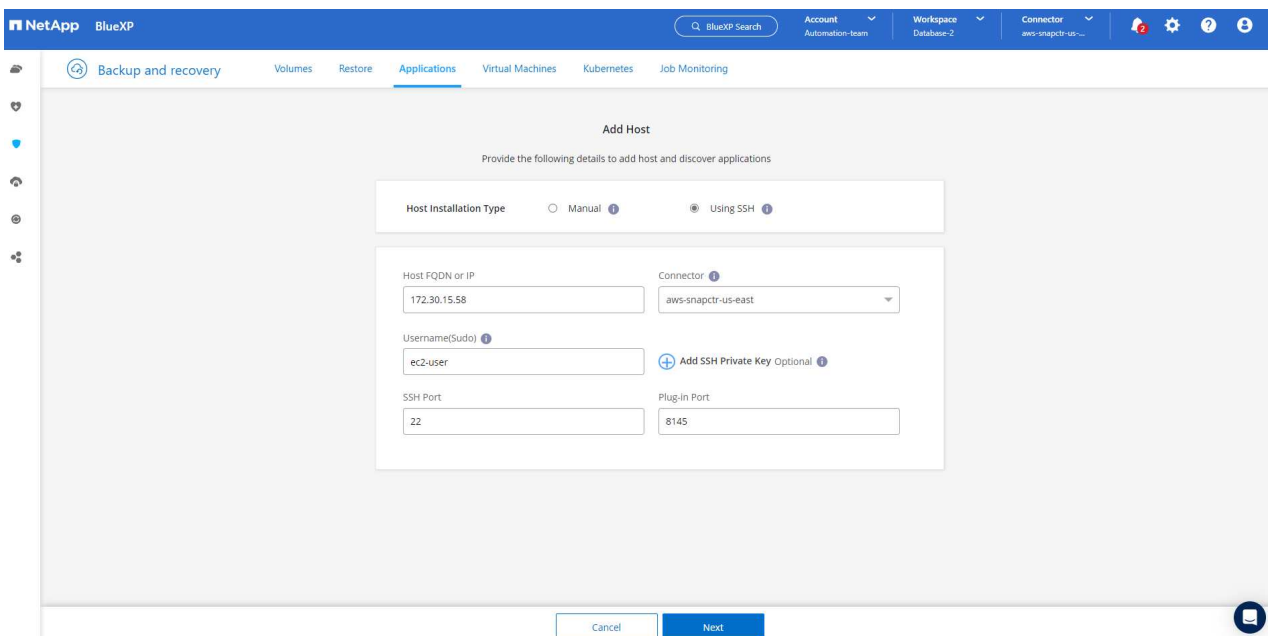 NetApp BlueXP
BlueXP Search
Account
Automation-team
Workspace
Database-2
Connector
aws-snapctr-us-...
2
Backup and recovery
Volumes Restore Applications Virtual Machines Kubernetes Job Monitoring
Add Host
Provide the following details to add host and discover applications
Host Installation Type Manual Using SSH
Host FQDN or IP
172.30.15.58
Connector
aws-snapctr-us-east
Username(Sudo)
ec2-user
Add SSH Private Key Optional
SSH Port
22
Plug-in Port
8145
Cancel Next